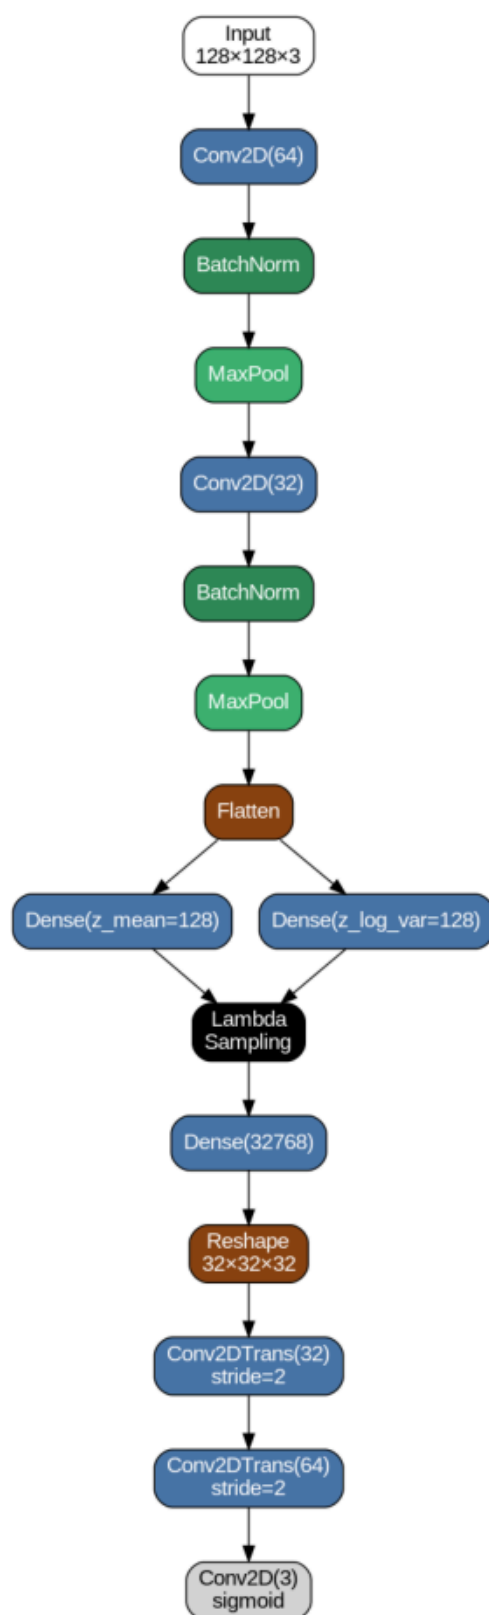 Input
128×128×3
Conv2D(64)
BatchNorm
MaxPool
Conv2D(32)
BatchNorm
MaxPool
Flatten
Dense(z_mean=128)
Dense(z_log_var=128)
Lambda
Sampling
Dense(32768)
Reshape
32×32×32
Conv2DTrans(32)
stride=2
Conv2DTrans(64)
stride=2
Conv2D(3)
sigmoid